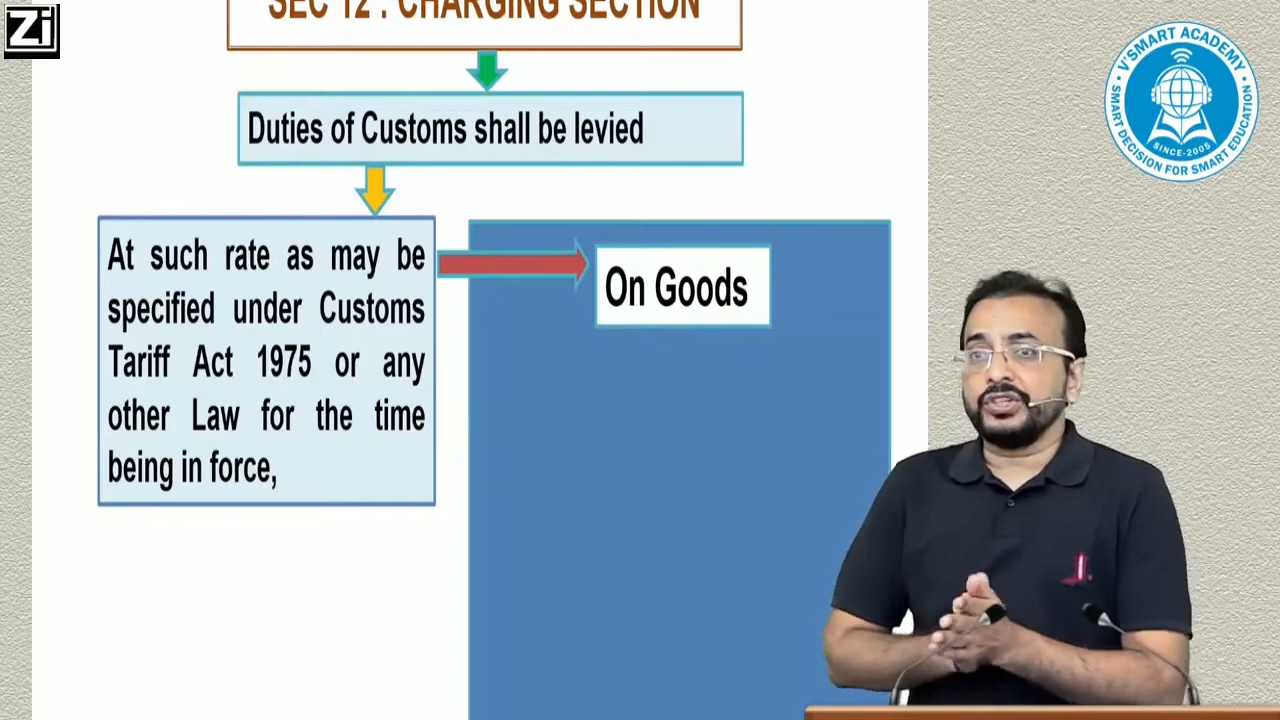 Zi
SEC 12 : CHARGING SECTION
Duties of Customs shall be levied
At such rate as may be
specified under Customs
Tariff Act 1975 or any
other Law for the time
being in force,
On Goods
V'SMART ACADEMY
SINCE-2005
SMART DECISION FOR SMART EDUCATION